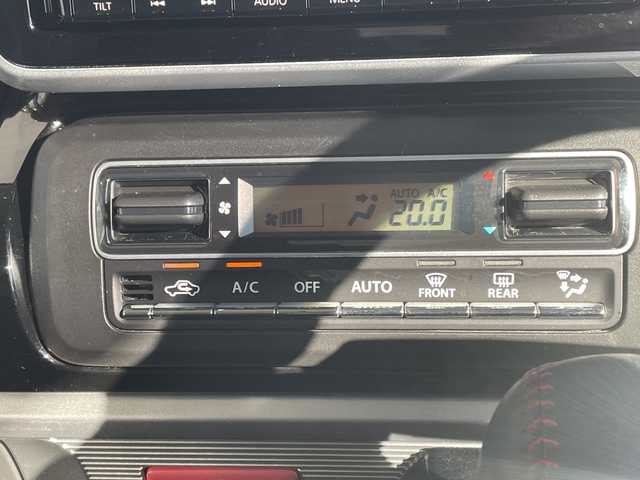 TILT AUDIO MENU
AUTO A/C
20.0
A/C OFF AUTO FRONT REAR